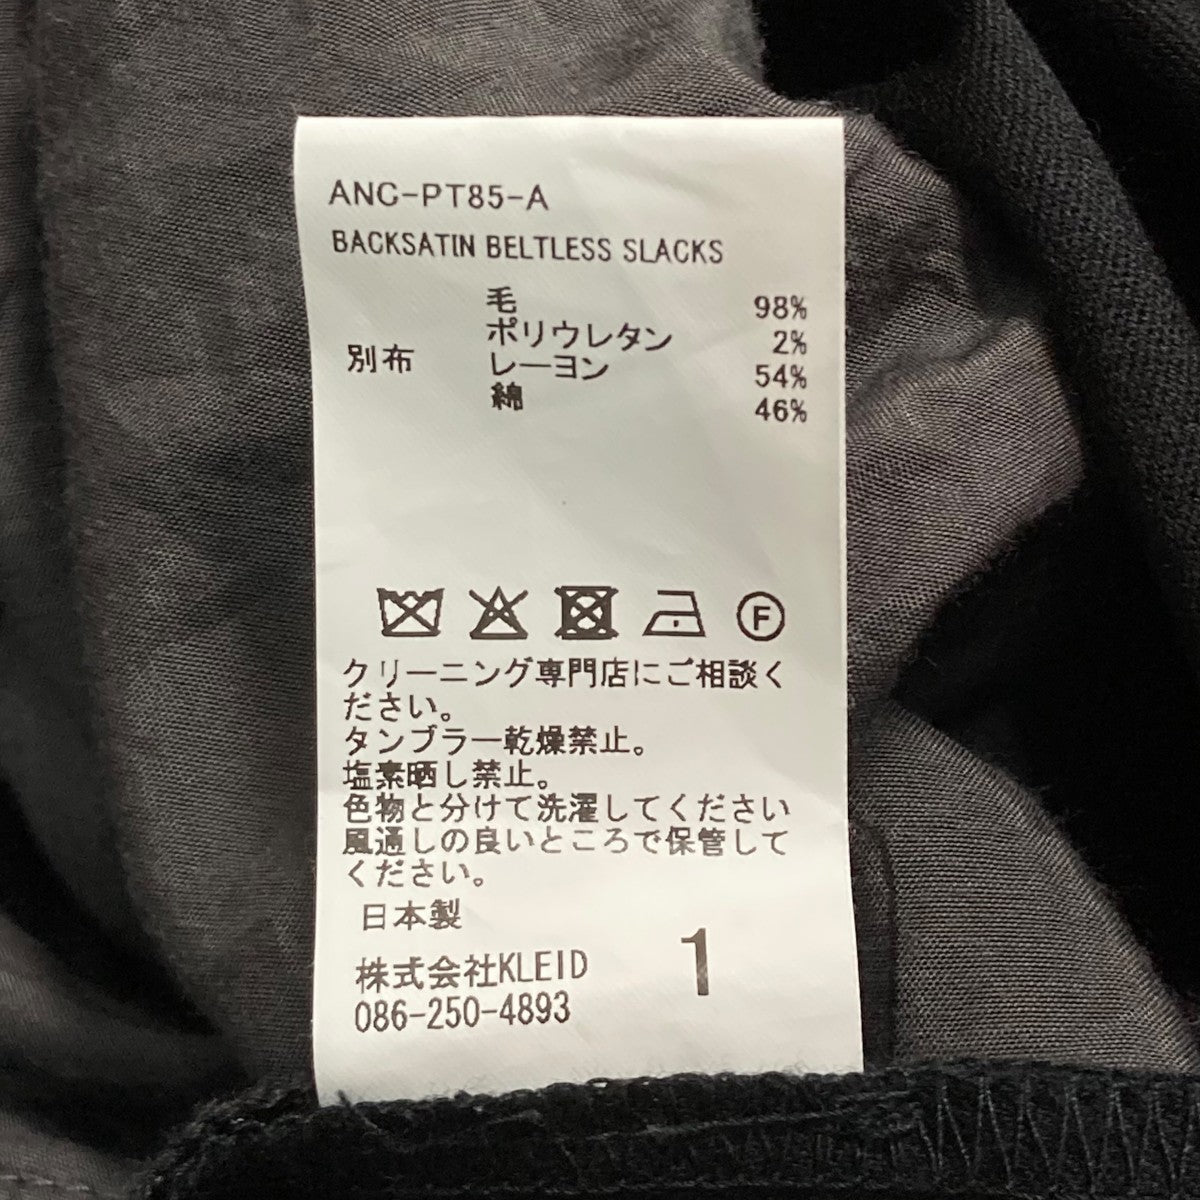 ANC-PT85-A
BACKSATIN BELTLESS SLACKS
毛 98%
ポリウレタン 2%
別布 レーヨン 54%
綿 46%
F
クリーニング専門店にご相談く
ださい。
タンブラー乾燥禁止。
塩素晒し禁止。
色物と分けて洗濯してください
風通しの良いところで保管して
ください。
日本製
株式会社KLEID 1
086-250-4893